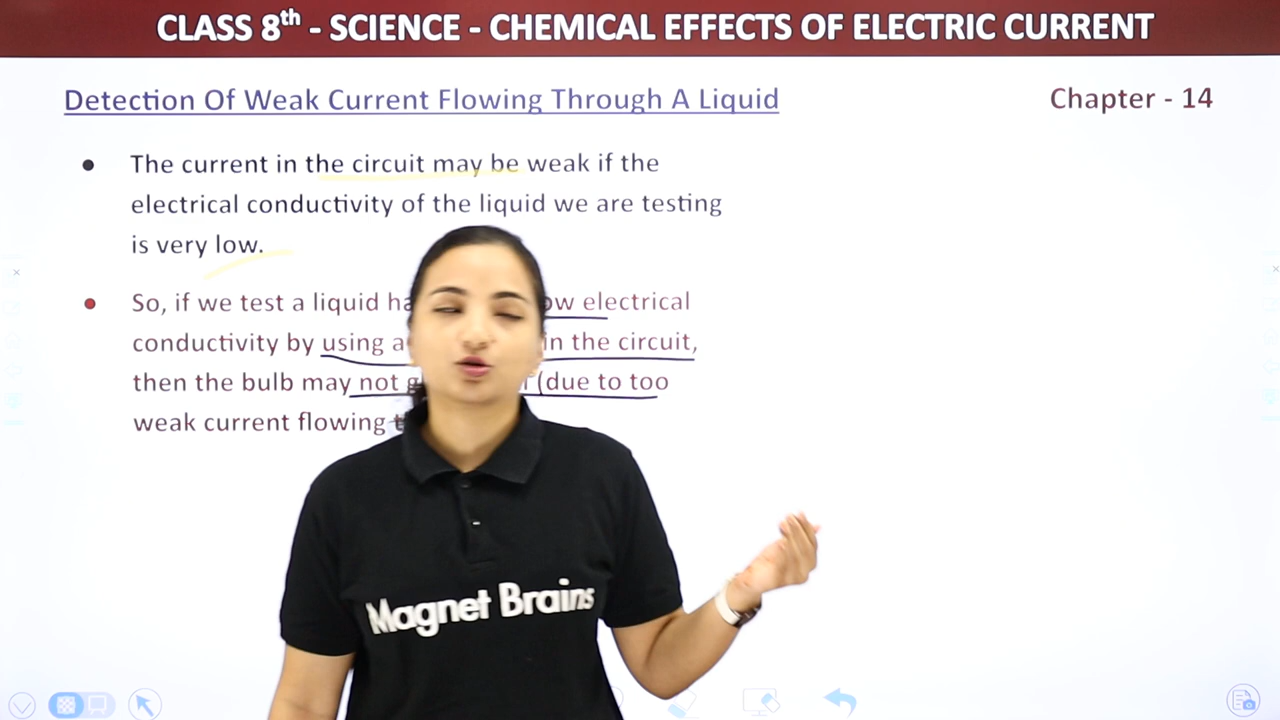 CLASS 8th - SCIENCE - CHEMICAL EFFECTS OF ELECTRIC CURRENT
Detection Of Weak Current Flowing Through A Liquid
Chapter - 14
The current in the circuit may be weak if the
electrical conductivity of the liquid we are testing
is very low.
So, if we test a liquid electrical
conductivity by using a in the circuit,
then the bulb may not (due to too
weak current flowing
Magnet Brains